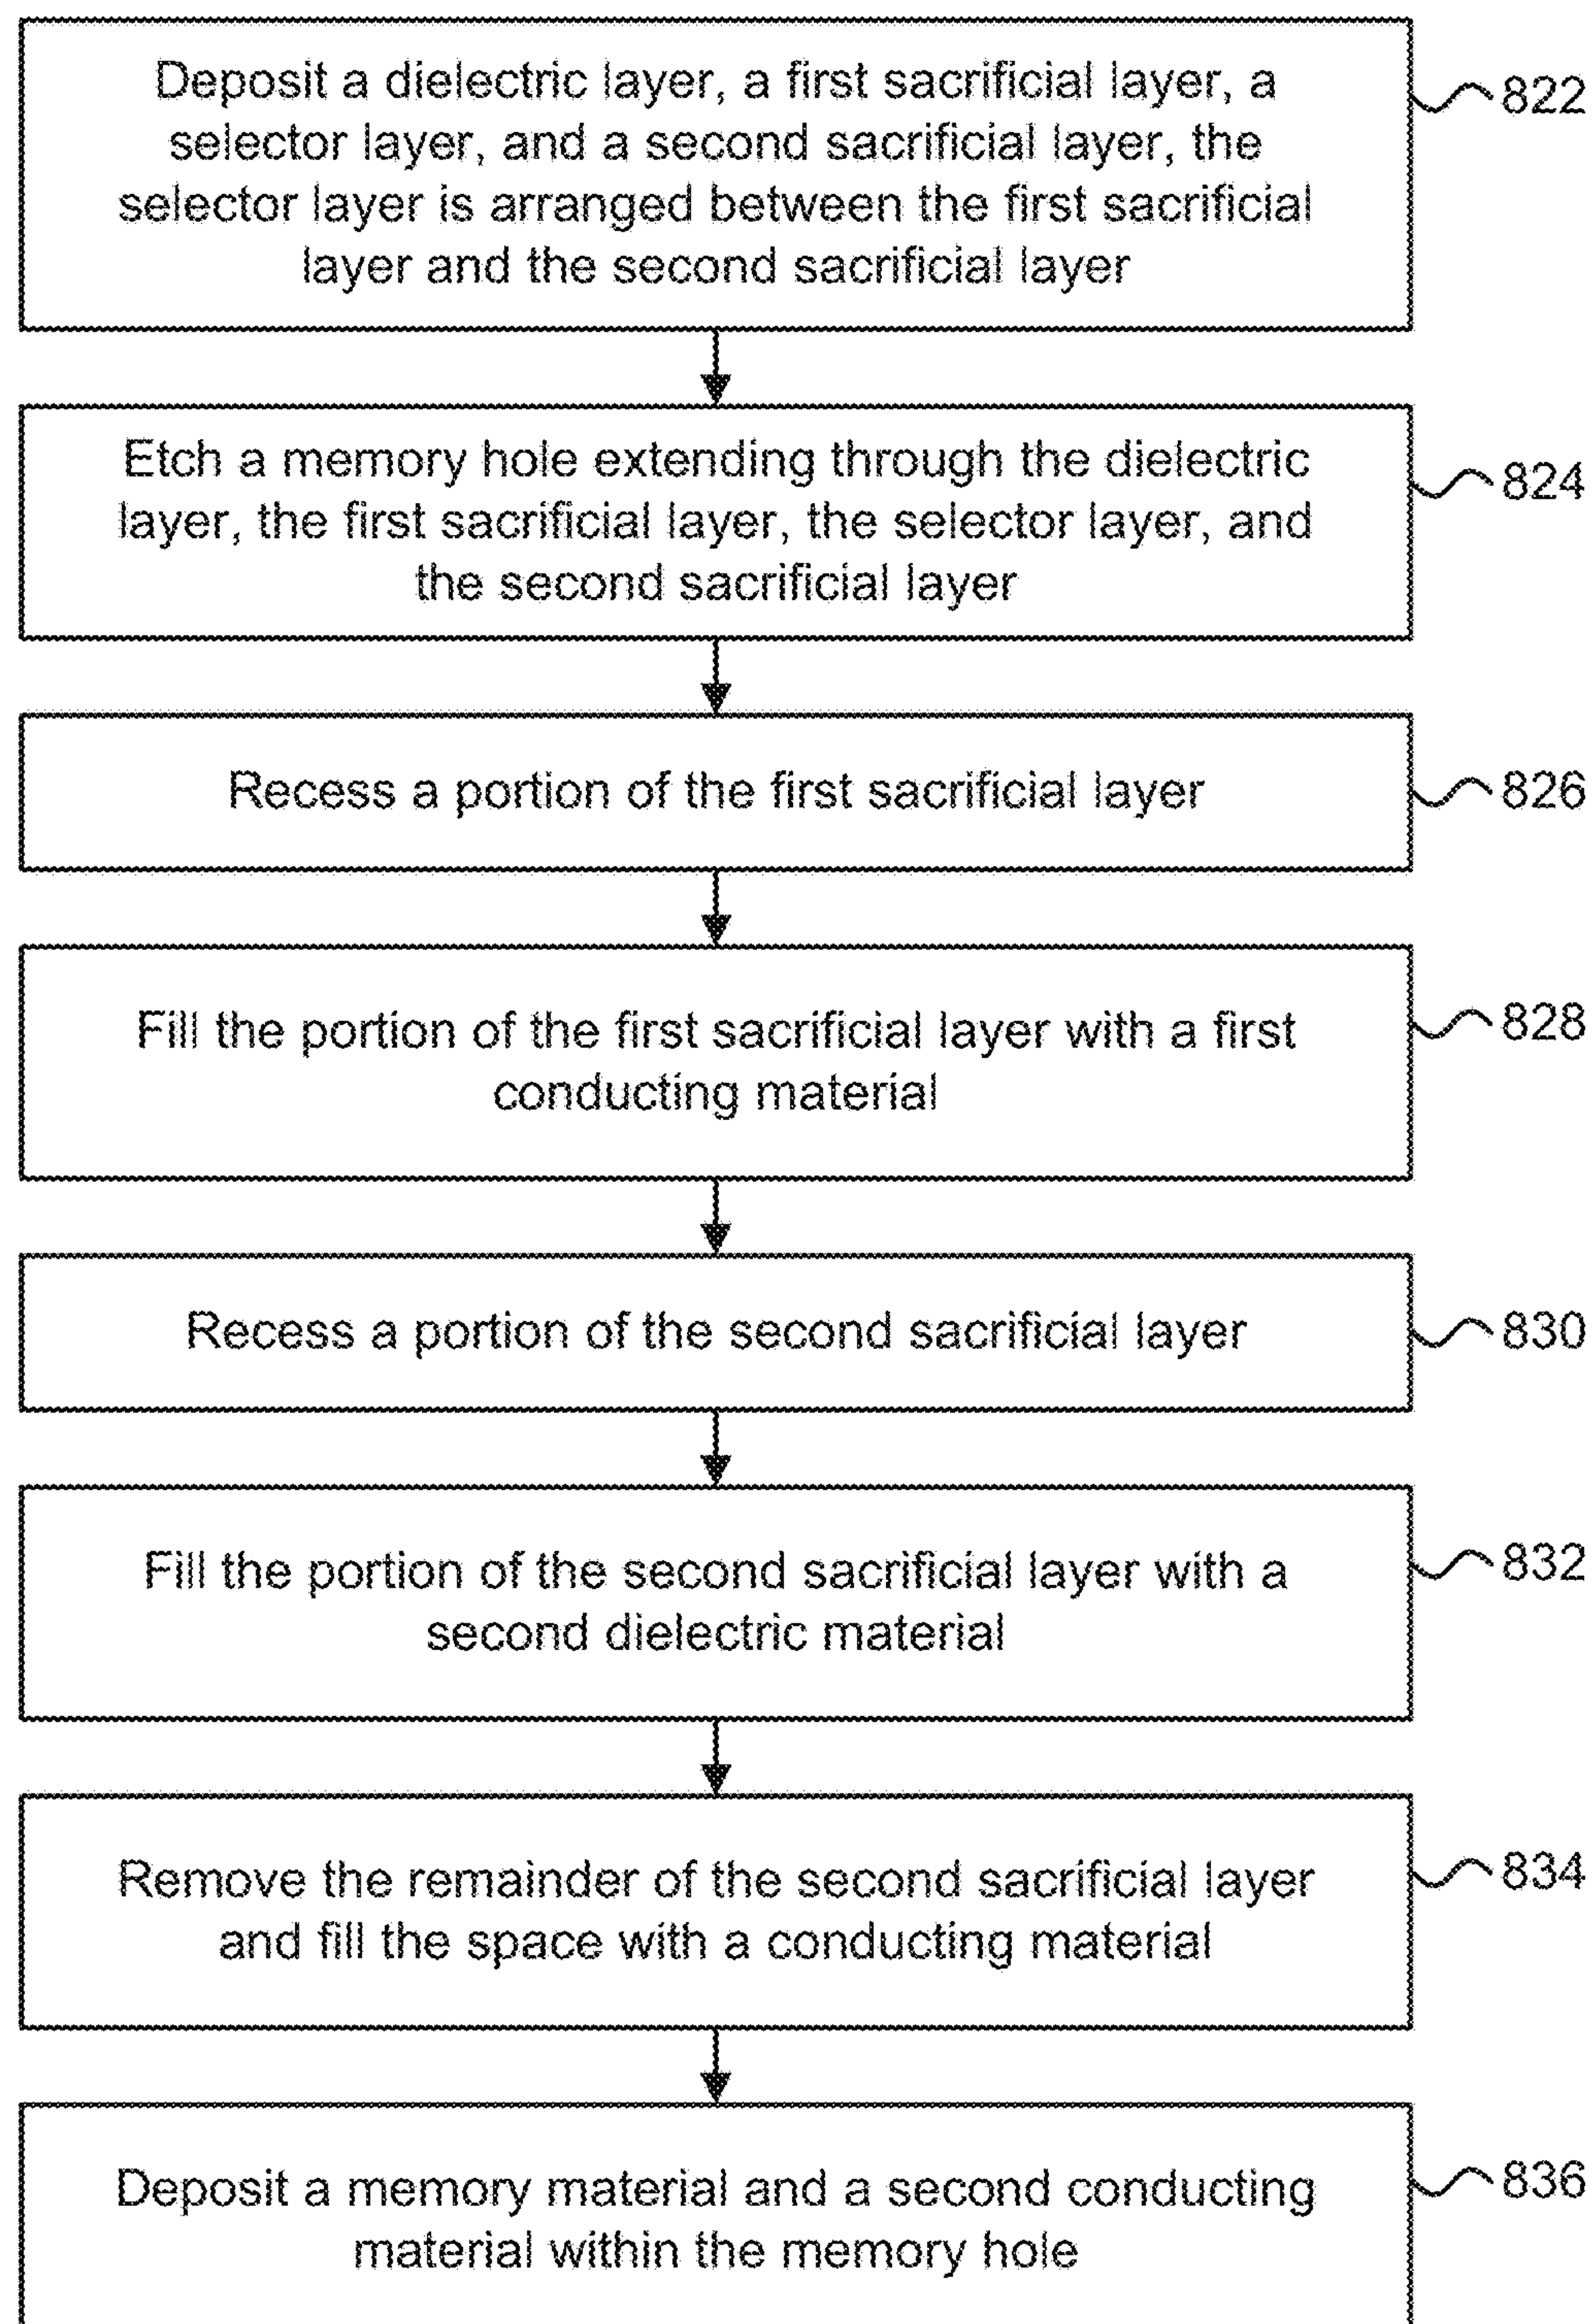 Deposit a dielectric layer, a first sacrificial layer, a
selector layer, and a second sacrificial layer, the
selector layer is arranged between the first sacrificial
layer and the second sacrificial layer
822
Etch a memory hole extending through the dielectric
layer, the first sacrificial layer, the selector layer, and
the second sacrificial layer
824
Recess a portion of the first sacrificial layer
826
Fill the portion of the first sacrificial layer with a first
conducting material
828
Recess a portion of the second sacrificial layer
830
Fill the portion of the second sacrificial layer with a
second dielectric material
832
Remove the remainder of the second sacrificial layer
and fill the space with a conducting material
834
Deposit a memory material and a second conducting
material within the memory hole
836